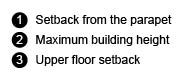 1 Setback from the parapet
2 Maximum building height
3 Upper floor setback